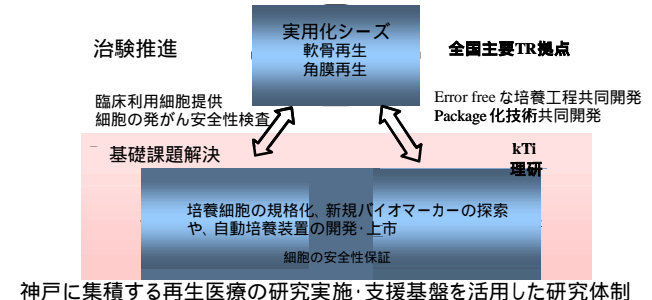 実用化シーズ
軟骨再生
角膜再生
治験推進
全国主要TR拠点
臨床利用細胞提供
細胞の発がん安全性検査
Error free な培養工程共同開発
Package 化技術共同開発
基礎課題解決
kTi
理研
培養細胞の規格化、新規バイオマーカーの探索
や、自動培養装置の開発・上市
細胞の安全性保証
神戸に集積する再生医療の研究実施・支援基盤を活用した研究体制